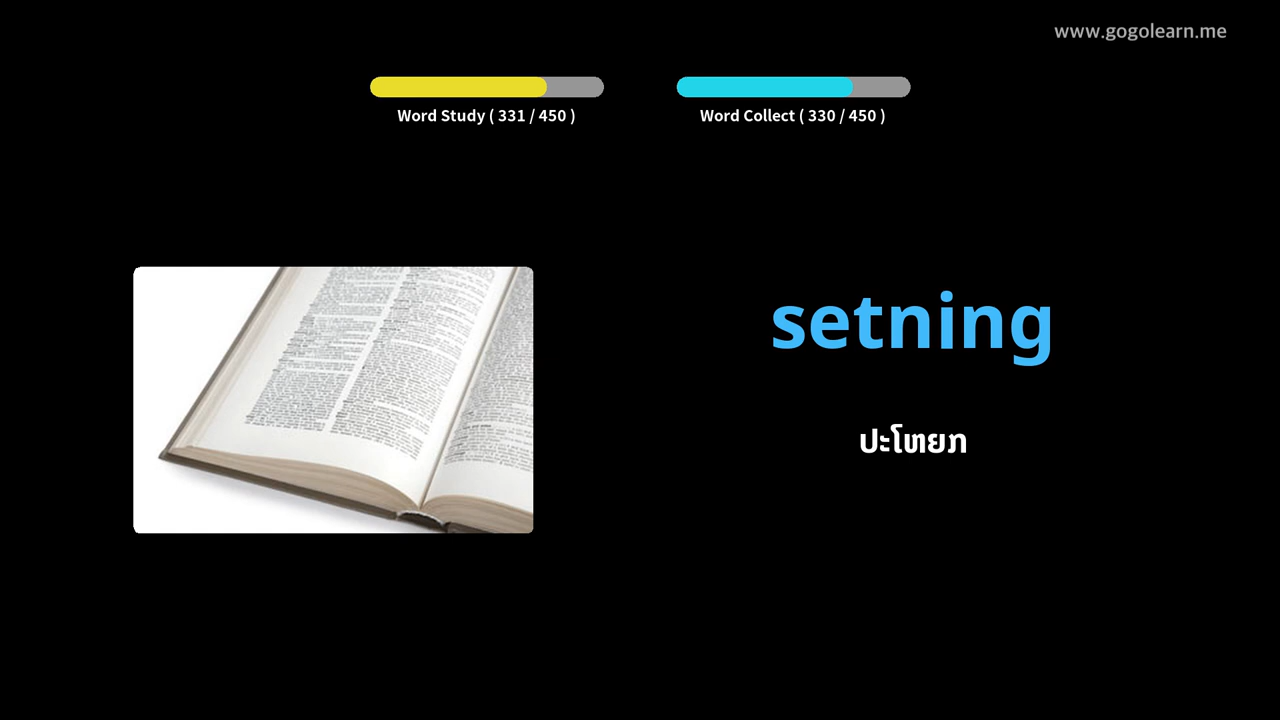 www.gogolearn.me
Word Study ( 331 / 450 )
Word Collect ( 330 / 450 )
setning
ປະໂຫຍກ